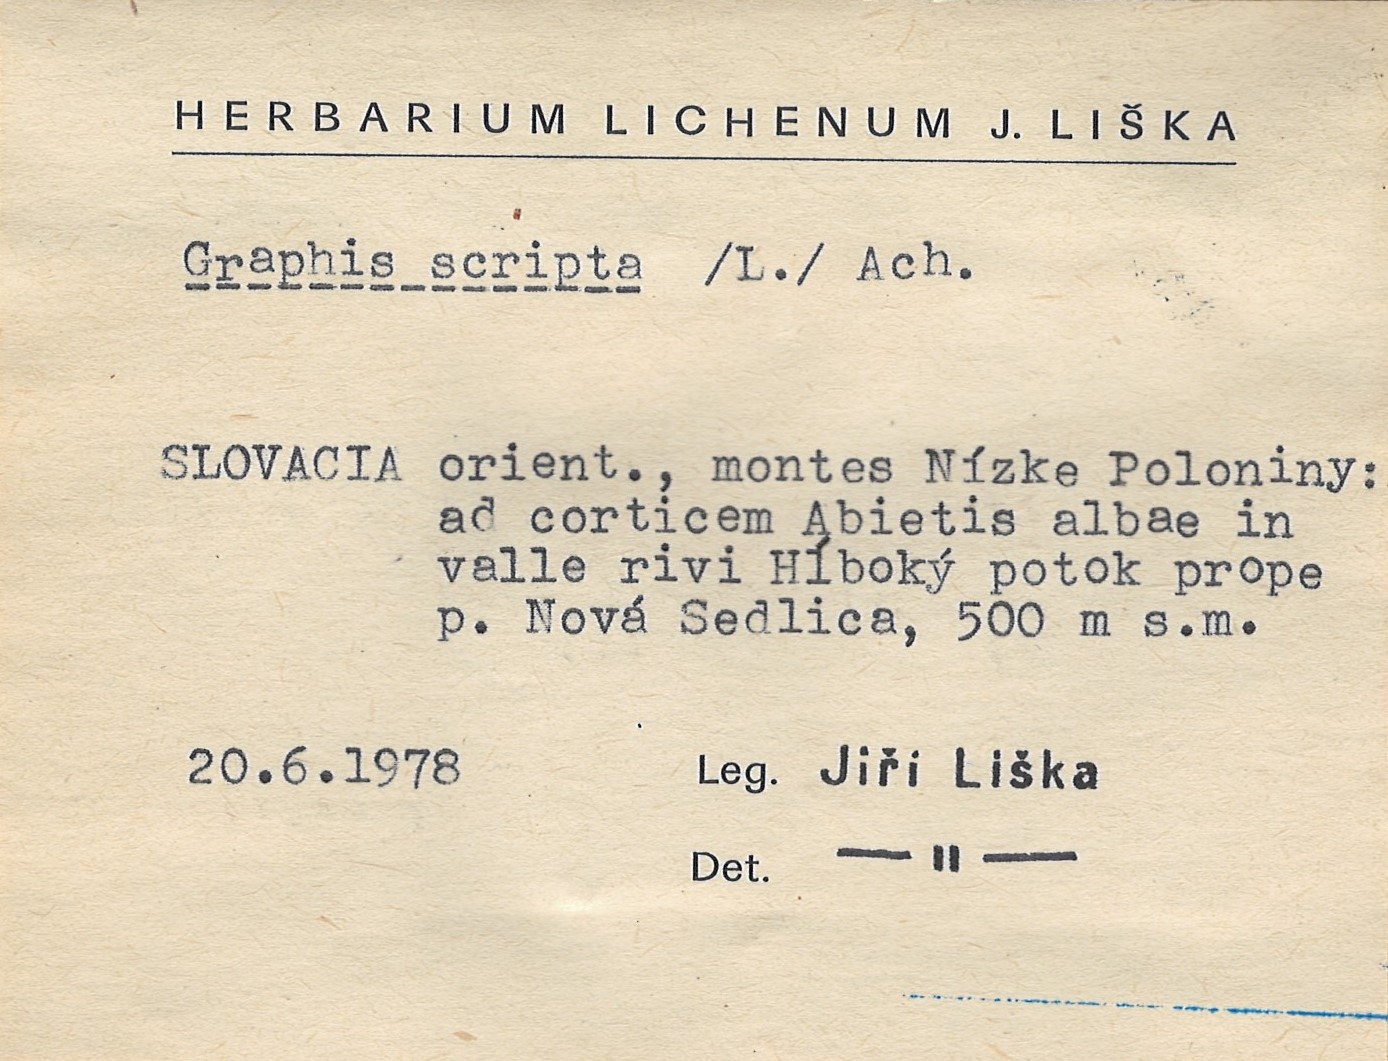 HERBARIUM LICHENUM J. LIŠKA
Graphis scripta /L./ Ach.
SLOVACIA orient., montes Nízke Poloniny:
ad corticem Abietis albae in
valle rivi Hĺboký potok prope
p. Nová Sedlica, 500 m s.m.
20.6.1978 Leg. Jiří Liška
Det. — " —